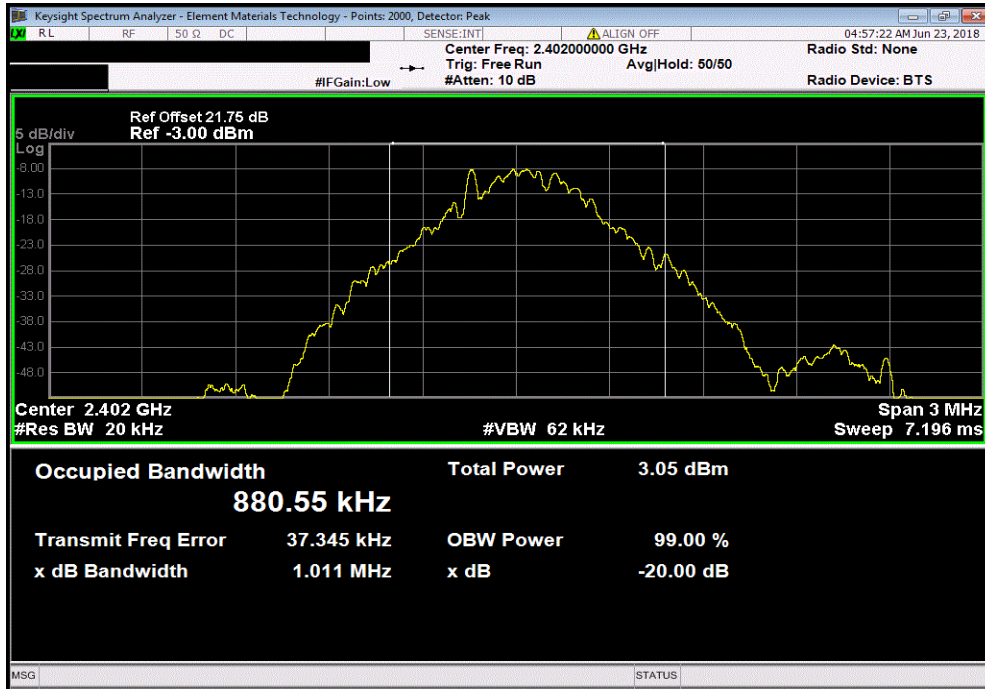 Keysight Spectrum Analyzer - Element Materials Technology - Points: 2000, Detector: Peak
LXI RL RF 50 Ω DC SENSE:INT ALIGN OFF 04:57:22 AM Jun 23, 2018
Center Freq: 2.402000000 GHz Radio Std: None
Trig: Free Run Avg|Hold: 50/50
#IFGain:Low #Atten: 10 dB Radio Device: BTS
Ref Offset 21.75 dB
5 dB/div Ref -3.00 dBm
Log
-8.00
-13.0
-18.0
-23.0
-28.0
-33.0
-38.0
-43.0
-48.0
Center 2.402 GHz Span 3 MHz
#Res BW 20 kHz #VBW 62 kHz Sweep 7.196 ms
Occupied Bandwidth Total Power 3.05 dBm
880.55 kHz
Transmit Freq Error 37.345 kHz OBW Power 99.00 %
x dB Bandwidth 1.011 MHz x dB -20.00 dB
MSG STATUS